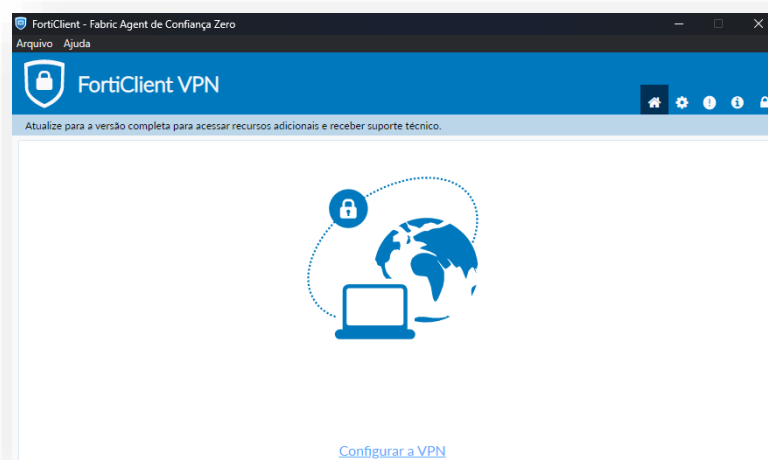 FortiClient - Fabric Agent de Confiança Zero
Arquivo Ajuda
FortiClient VPN
Atualize para a versão completa para acessar recursos adicionais e receber suporte técnico.
Configurar a VPN